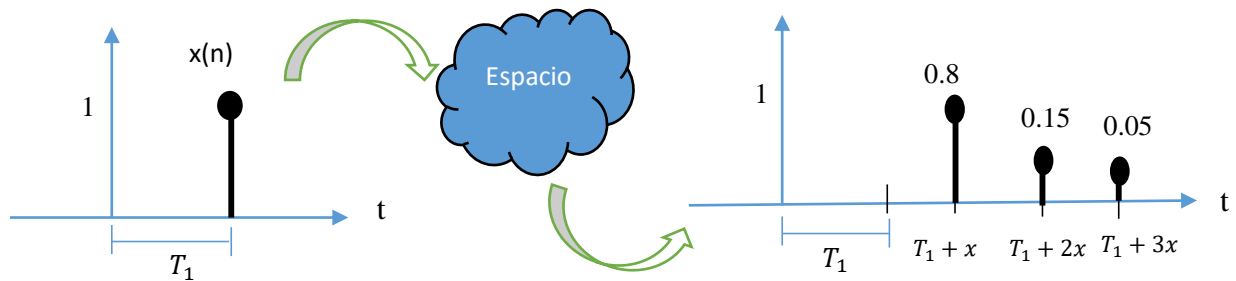 x(n)
1
t
T₁
Espacio
1
0.8
0.15
0.05
t
T₁
T₁ + x
T₁ + 2x
T₁ + 3x